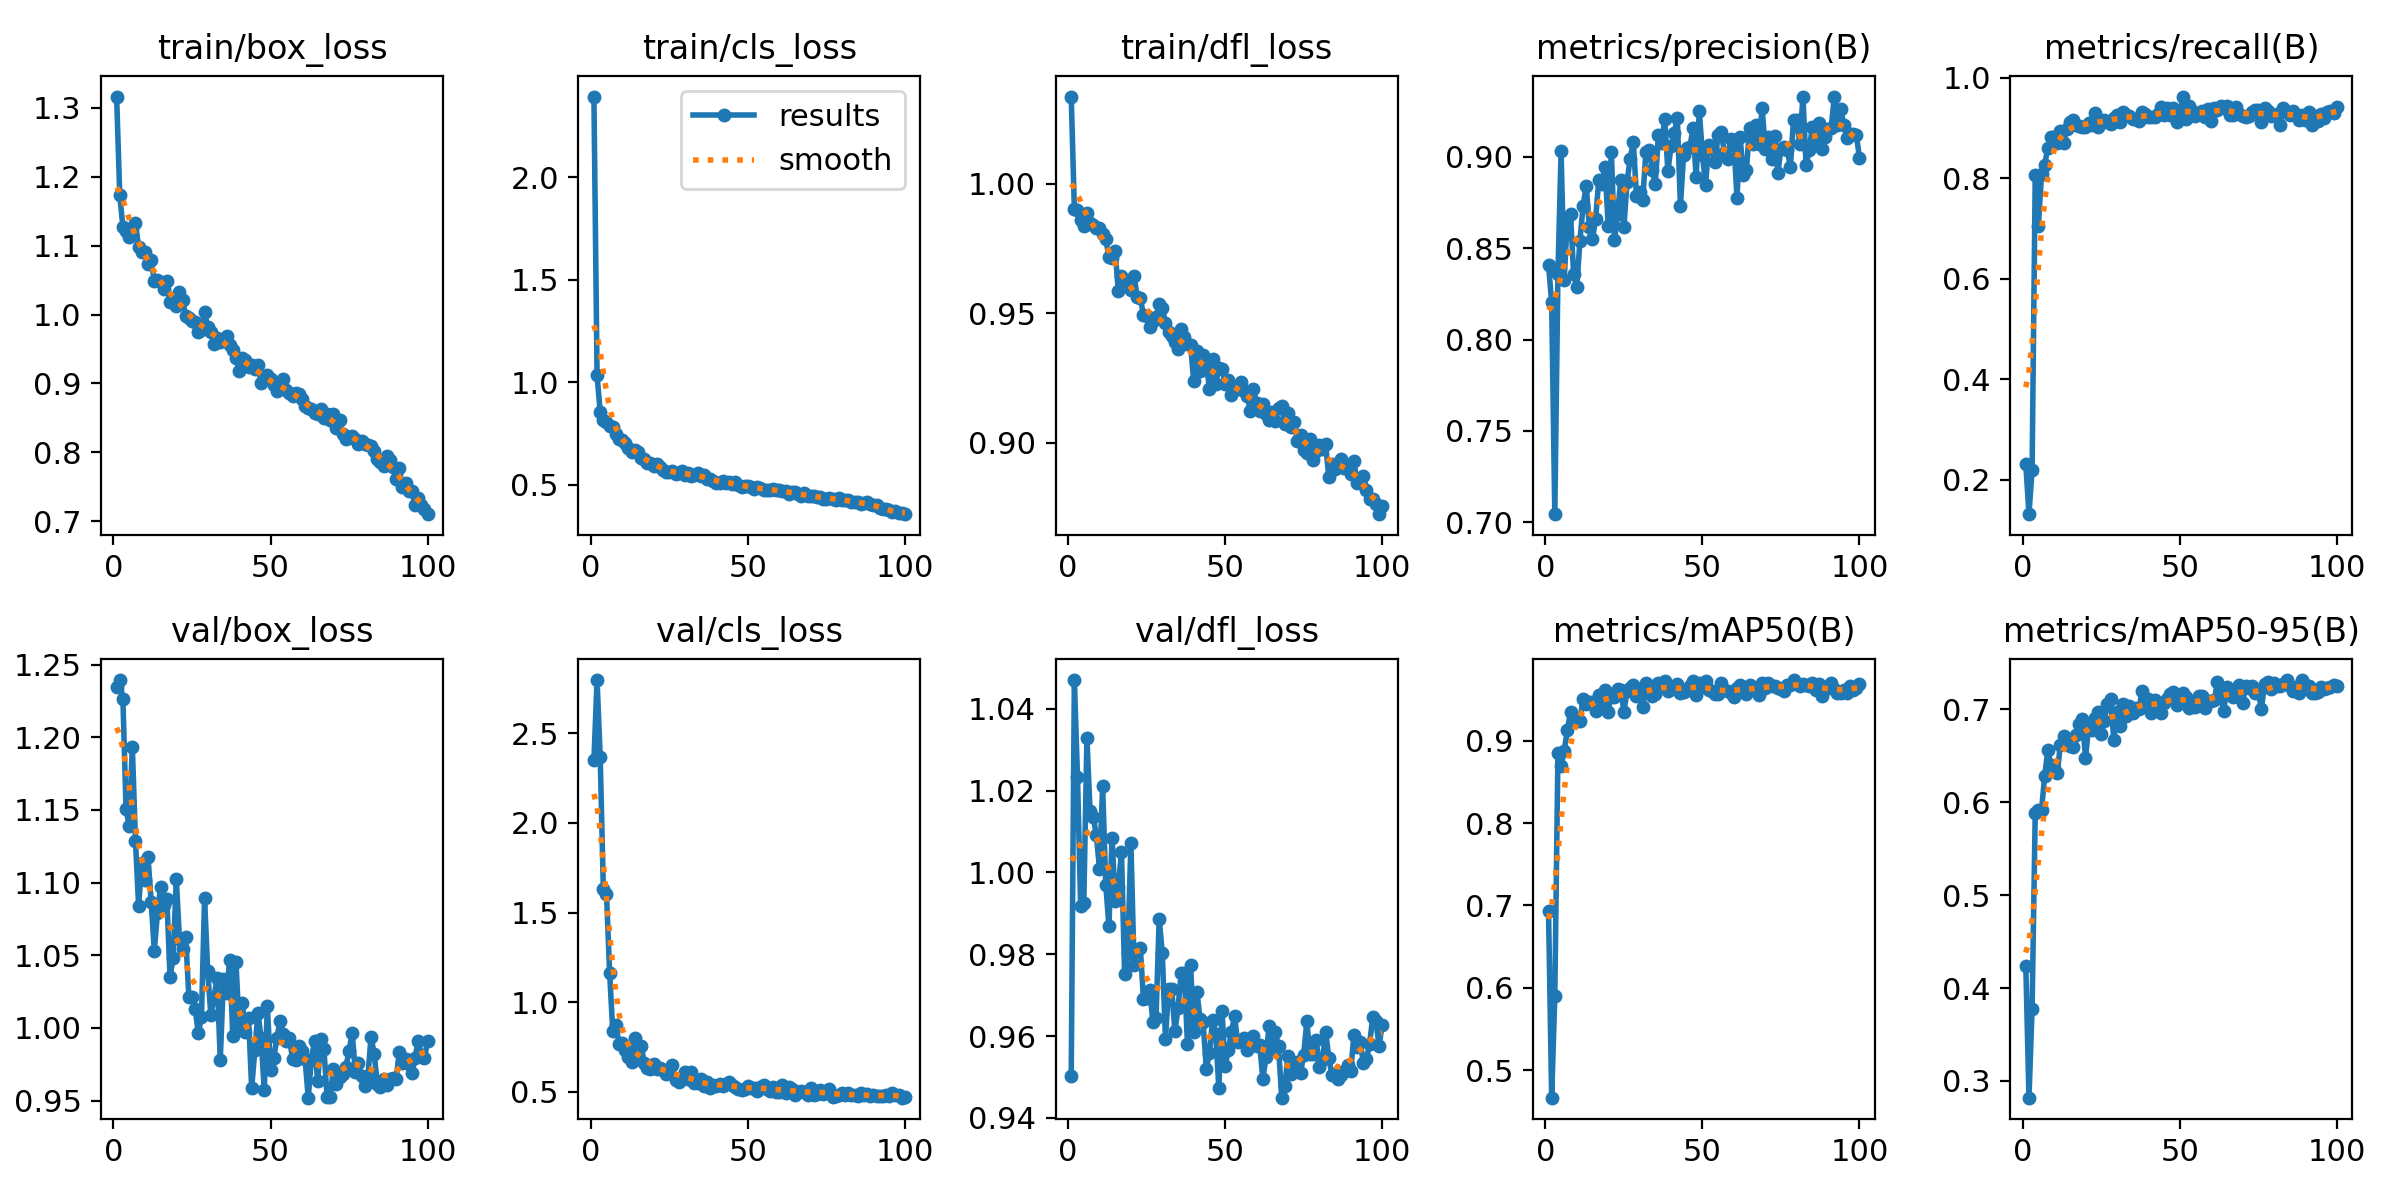 train/box_loss
1.3
1.2
1.1
1.0
0.9
0.8
0.7
0 50 100
train/cls_loss
results
smooth
2.0
1.5
1.0
0.5
0 50 100
train/dfl_loss
1.00
0.95
0.90
0 50 100
metrics/precision(B)
0.90
0.85
0.80
0.75
0.70
0 50 100
metrics/recall(B)
1.0
0.8
0.6
0.4
0.2
0 50 100
val/box_loss
1.25
1.20
1.15
1.10
1.05
1.00
0.95
0 50 100
val/cls_loss
2.5
2.0
1.5
1.0
0.5
0 50 100
val/dfl_loss
1.04
1.02
1.00
0.98
0.96
0.94
0 50 100
metrics/mAP50(B)
0.9
0.8
0.7
0.6
0.5
0 50 100
metrics/mAP50-95(B)
0.7
0.6
0.5
0.4
0.3
0 50 100